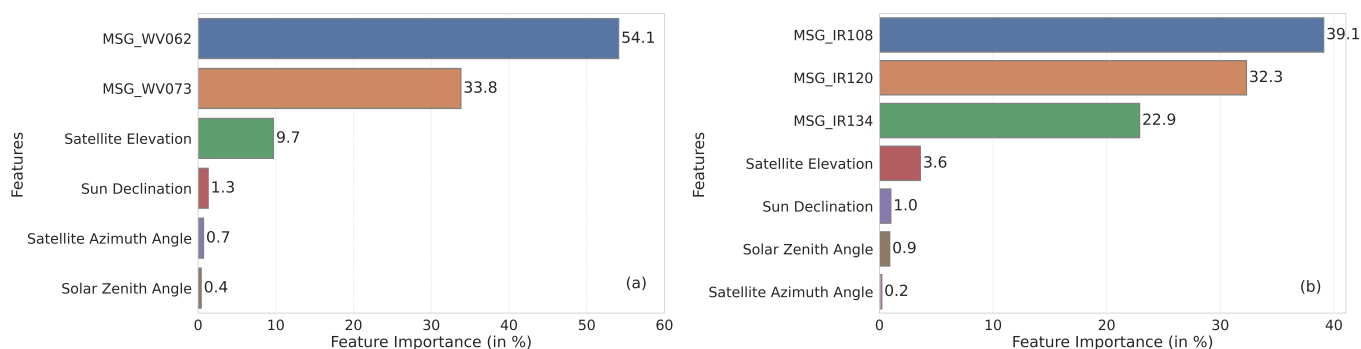 Features
MSG_WV062 54.1
MSG_WV073 33.8
Satellite Elevation 9.7
Sun Declination 1.3
Satellite Azimuth Angle 0.7
Solar Zenith Angle 0.4
(a)
0 10 20 30 40 50 60
Feature Importance (in %)
Features
MSG_IR108 39.1
MSG_IR120 32.3
MSG_IR134 22.9
Satellite Elevation 3.6
Sun Declination 1.0
Solar Zenith Angle 0.9
Satellite Azimuth Angle 0.2
(b)
0 10 20 30 40
Feature Importance (in %)